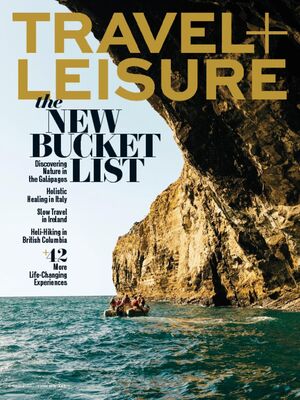 TRAVEL+
LEISURE
the
NEW
BUCKET
LIST
Discovering
Nature in
the Galápagos
Holistic
Healing in Italy
Slow Travel
in Ireland
Heli-Hiking in
British Columbia
+42
More
Life-Changing
Experiences